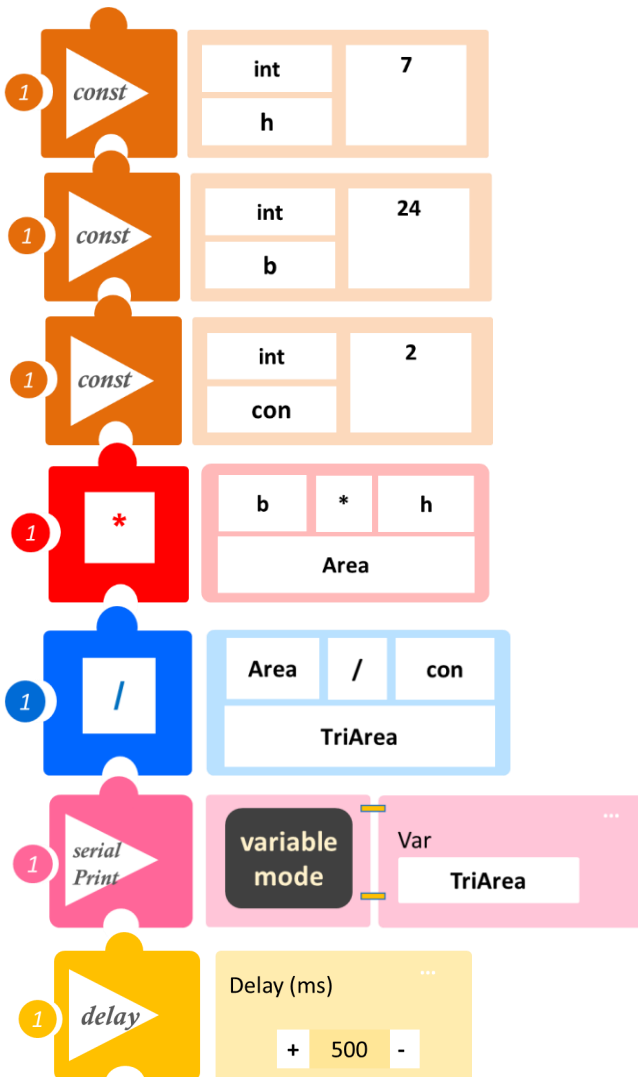 1 const int 7
h
1 const int 24
b
1 const int 2
con
1 * b * h
Area
1 / Area / con
TriArea
1 serial Print variable mode Var
TriArea
...
1 delay Delay (ms)
...
+ 500 -